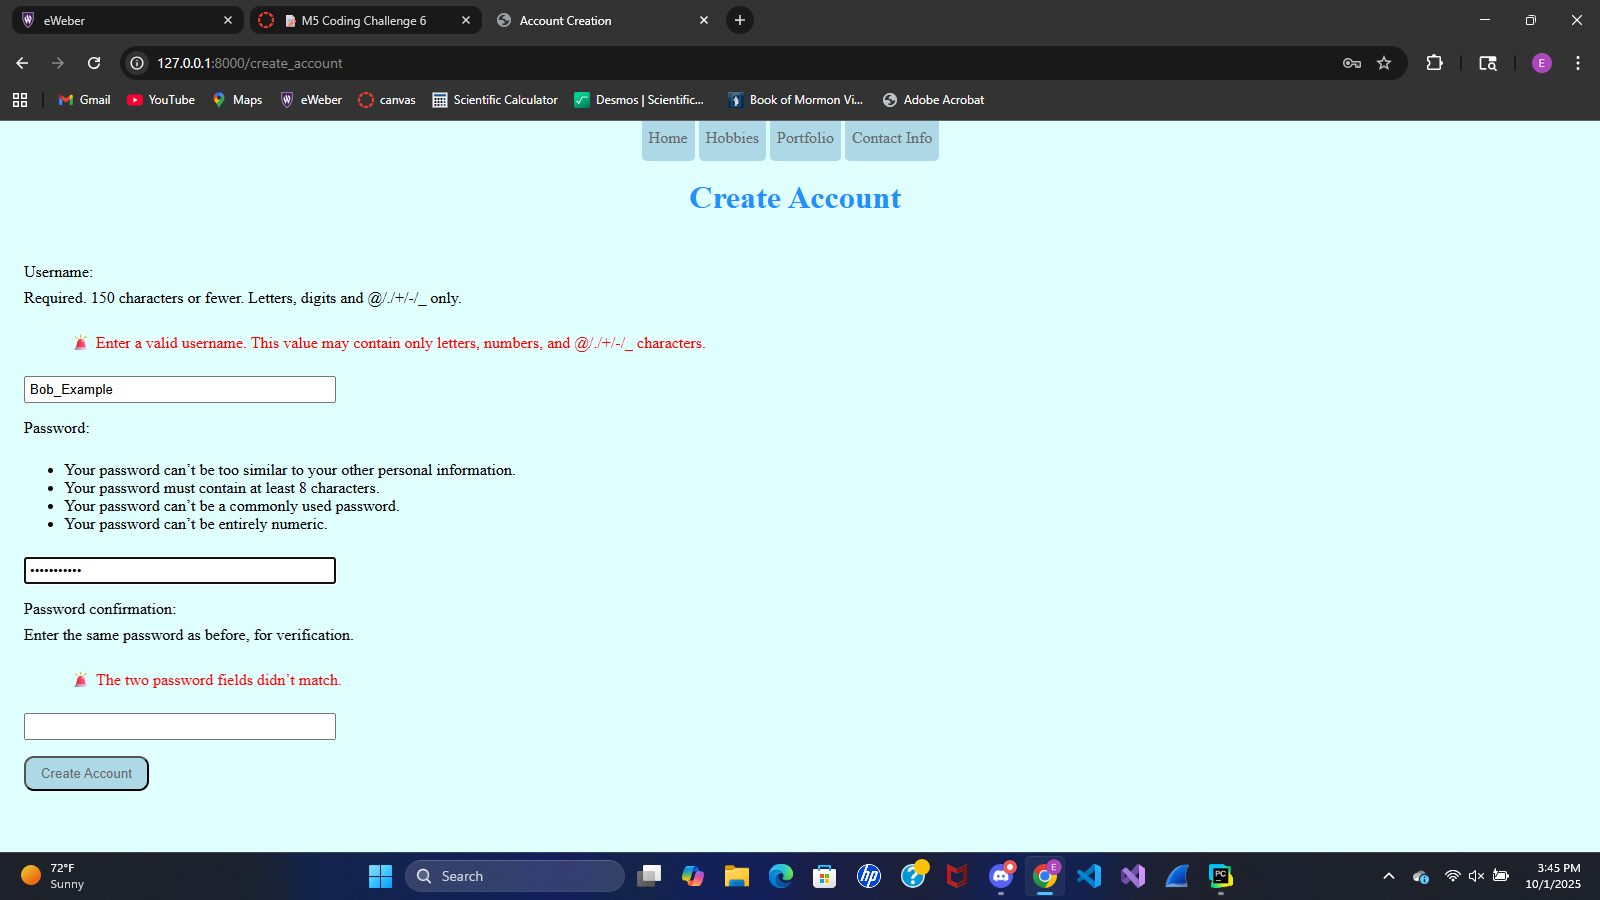 eWeber
M5 Coding Challenge 6
Account Creation
127.0.0.1:8000/create_account
E
Gmail
YouTube
Maps
eWeber
canvas
Scientific Calculator
Desmos | Scientific...
Book of Mormon Vi...
Adobe Acrobat
Home
Hobbies
Portfolio
Contact Info
Create Account
Username:
Required. 150 characters or fewer. Letters, digits and @/./+/-/_ only.
🚨 Enter a valid username. This value may contain only letters, numbers, and @/./+/-/_ characters.
Bob_Example
Password:
• Your password can’t be too similar to your other personal information.
• Your password must contain at least 8 characters.
• Your password can’t be a commonly used password.
• Your password can’t be entirely numeric.
•••••••••••
Password confirmation:
Enter the same password as before, for verification.
🚨 The two password fields didn’t match.
Create Account
72°F
Sunny
Search
hp
E
PC
3:45 PM
10/1/2025